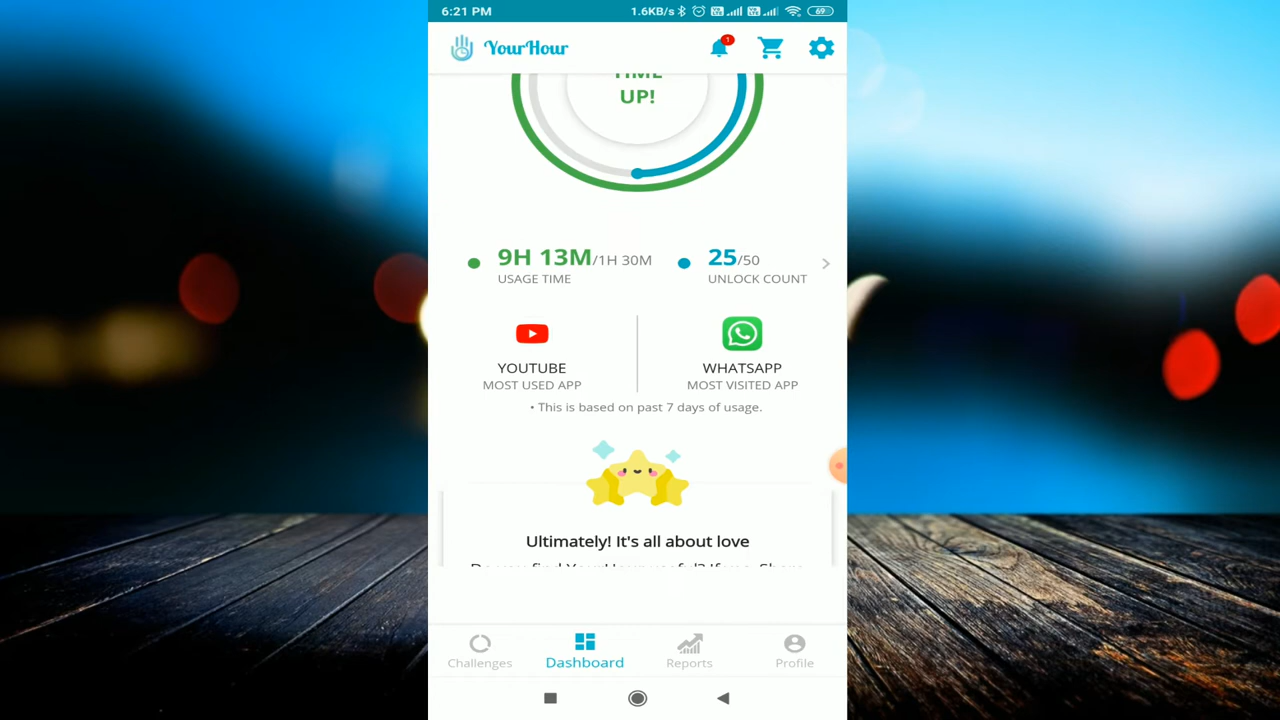 6:21 PM 1.6KB/s 69
YourHour 1
UP!
9H 13M/1H 30M 25/50
USAGE TIME UNLOCK COUNT
YOUTUBE WHATSAPP
MOST USED APP MOST VISITED APP
• This is based on past 7 days of usage.
Ultimately! It's all about love
Challenges Dashboard Reports Profile